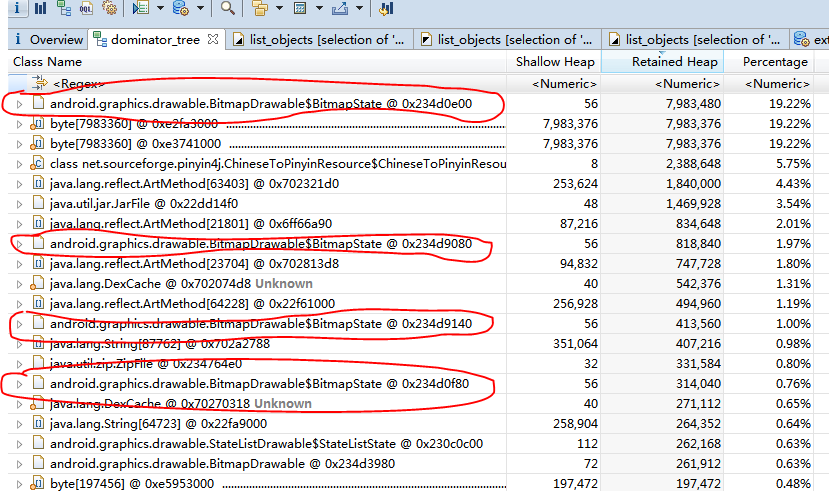 i OQL
i Overview dominator_tree list_objects [selection of '... list_objects [selection of '... list_objects [selection of '... ext
Class Name Shallow Heap Retained Heap Percentage
<Regex> <Numeric> <Numeric> <Numeric>
android.graphics.drawable.BitmapDrawable$BitmapState @ 0x234d0e00 56 7,983,480 19.22%
byte[7983360] @ 0xe2fa3000 ................................................ 7,983,376 7,983,376 19.22%
byte[7983360] @ 0xe3741000 ................................................ 7,983,376 7,983,376 19.22%
class net.sourceforge.pinyin4j.ChineseToPinyinResource$ChineseToPinyinResou 8 2,388,648 5.75%
java.lang.reflect.ArtMethod[63403] @ 0x702321d0 253,624 1,840,000 4.43%
java.util.jar.JarFile @ 0x22dd14f0 48 1,469,928 3.54%
java.lang.reflect.ArtMethod[21801] @ 0x6ff66a90 87,216 834,648 2.01%
android.graphics.drawable.BitmapDrawable$BitmapState @ 0x234d9080 56 818,840 1.97%
java.lang.reflect.ArtMethod[23704] @ 0x702813d8 94,832 747,728 1.80%
java.lang.DexCache @ 0x702074d8 Unknown 40 542,376 1.31%
java.lang.reflect.ArtMethod[64228] @ 0x22f61000 256,928 494,960 1.19%
android.graphics.drawable.BitmapDrawable$BitmapState @ 0x234d9140 56 413,560 1.00%
java.lang.String[87762] @ 0x702a2788 351,064 407,216 0.98%
java.util.zip.ZipFile @ 0x234764e0 32 331,584 0.80%
android.graphics.drawable.BitmapDrawable$BitmapState @ 0x234d0f80 56 314,040 0.76%
java.lang.DexCache @ 0x70270318 Unknown 40 271,112 0.65%
java.lang.String[64723] @ 0x22fa9000 258,904 264,352 0.64%
android.graphics.drawable.StateListDrawable$StateListState @ 0x230c0c00 112 262,168 0.63%
android.graphics.drawable.BitmapDrawable @ 0x234d3980 72 261,912 0.63%
byte[197456] @ 0xe5953000 ................................................ 197,472 197,472 0.48%